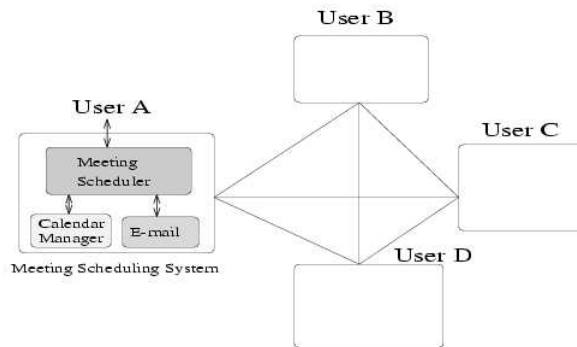 User B
User A
User C
Meeting
Scheduler
Calendar
Manager
E-mail
User D
Meeting Scheduling System